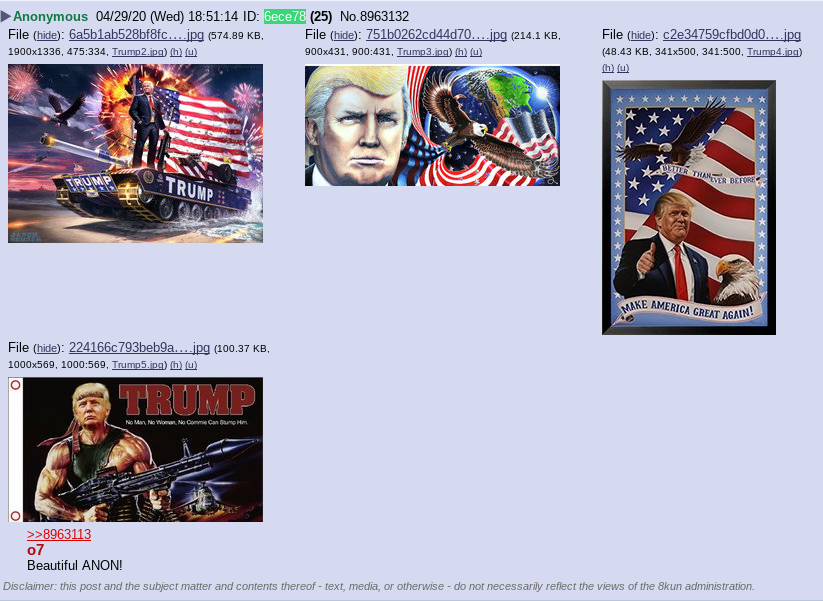 Anonymous 04/29/20 (Wed) 18:51:14 ID: 6ece78 (25) No.8963132
File (hide): 6a5b1ab528bf8fc….jpg (574.89 KB,
1900x1336, 475:334, Trump2.jpg) (h) (u)
File (hide): 751b0262cd44d70….jpg (214.1 KB,
900x431, 900:431, Trump3.jpg) (h) (u)
File (hide): c2e34759cfbd0d0….jpg
(48.43 KB, 341x500, 341:500, Trump4.jpg)
(h) (u)
TRUMP
TRUMP
BETTER THAN EVER BEFORE
MAKE AMERICA GREAT AGAIN!
File (hide): 224166c793beb9a….jpg (100.37 KB,
1000x569, 1000:569, Trump5.jpg) (h) (u)
TRUMP
No Man, No Woman, No Commie Can Stump Him.
>>8963113
o7
Beautiful ANON!
Disclaimer: this post and the subject matter and contents thereof - text, media, or otherwise - do not necessarily reflect the views of the 8kun administration.